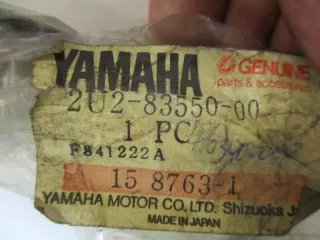 YAMAHA
GENUINE
parts & accessories
2U2-83550-00
1 PC
F841222A
A 15 8763-1
YAMAHA MOTOR CO., LTD. Shizuoka J
MADE IN JAPAN